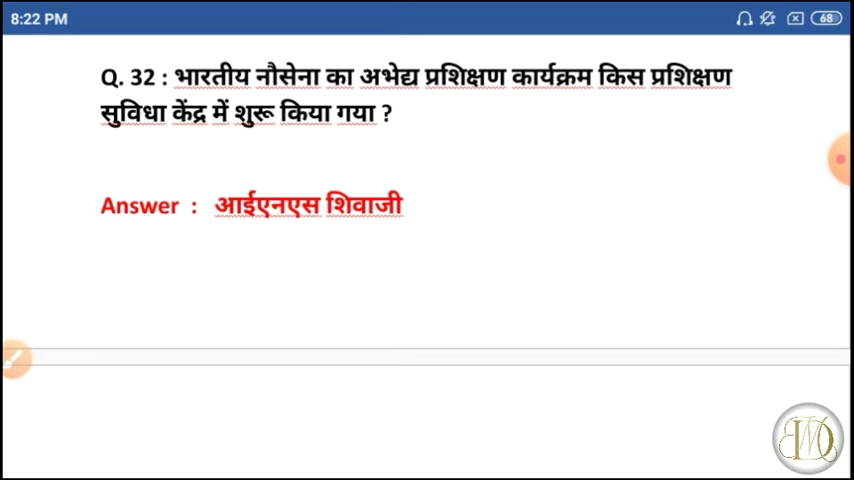 8:22 PM
68
Q. 32 : भारतीय नौसेना का अभेद्य प्रशिक्षण कार्यक्रम किस प्रशिक्षण
सुविधा केंद्र में शुरू किया गया ?
Answer : आईएनएस शिवाजी